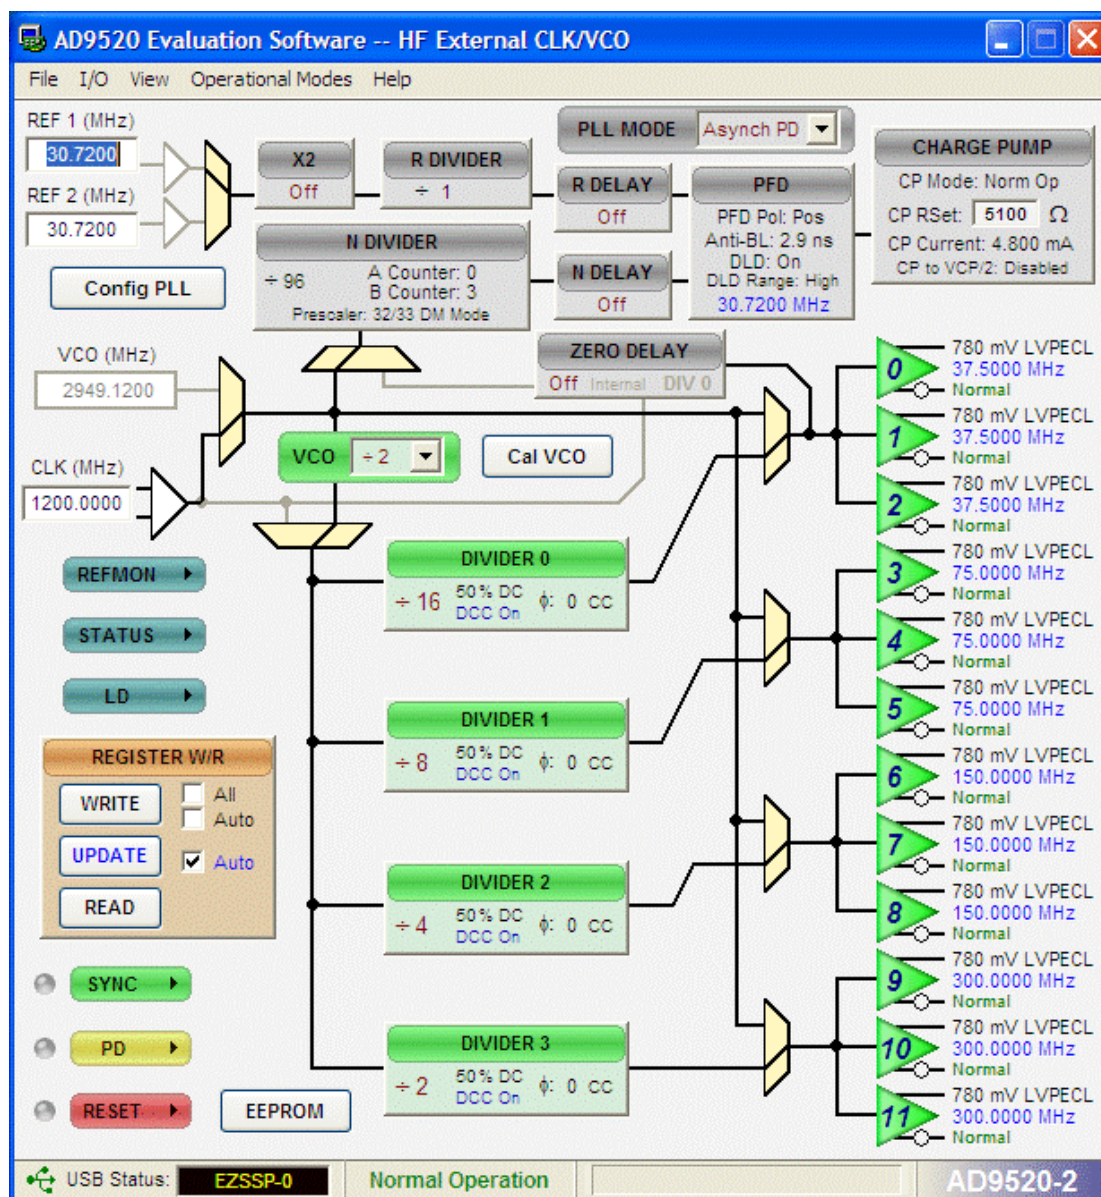 AD9520 Evaluation Software -- HF External CLK/VCO
File I/O View Operational Modes Help
REF 1 (MHz)
30.7200
REF 2 (MHz)
30.7200
Config PLL
X2
Off
R DIVIDER
÷ 1
PLL MODE Asynch PD
R DELAY
Off
N DIVIDER
÷ 96
A Counter: 0
B Counter: 3
Prescaler: 32/33 DM Mode
N DELAY
Off
PFD
PFD Pol: Pos
Anti-BL: 2.9 ns
DLD: On
DLD Range: High
30.7200 MHz
CHARGE PUMP
CP Mode: Norm Op
CP RSet: 5100 Ω
CP Current: 4.800 mA
CP to VCP/2: Disabled
VCO (MHz)
2949.1200
ZERO DELAY
Off Internal DIV 0
VCO ÷ 2
Cal VCO
CLK (MHz)
1200.0000
REFMON
STATUS
LD
DIVIDER 0
÷ 16
50% DC
DCC On
ϕ: 0 CC
DIVIDER 1
÷ 8
50% DC
DCC On
ϕ: 0 CC
DIVIDER 2
÷ 4
50% DC
DCC On
ϕ: 0 CC
DIVIDER 3
÷ 2
50% DC
DCC On
ϕ: 0 CC
0
780 mV LVPECL
37.5000 MHz
Normal
1
780 mV LVPECL
37.5000 MHz
Normal
2
780 mV LVPECL
37.5000 MHz
Normal
3
780 mV LVPECL
75.0000 MHz
Normal
4
780 mV LVPECL
75.0000 MHz
Normal
5
780 mV LVPECL
75.0000 MHz
Normal
6
780 mV LVPECL
150.0000 MHz
Normal
7
780 mV LVPECL
150.0000 MHz
Normal
8
780 mV LVPECL
150.0000 MHz
Normal
9
780 mV LVPECL
300.0000 MHz
Normal
10
780 mV LVPECL
300.0000 MHz
Normal
11
780 mV LVPECL
300.0000 MHz
Normal
REGISTER W/R
WRITE
All
Auto
UPDATE
Auto
READ
SYNC
PD
RESET
EEPROM
USB Status: EZSSP-0
Normal Operation
AD9520-2